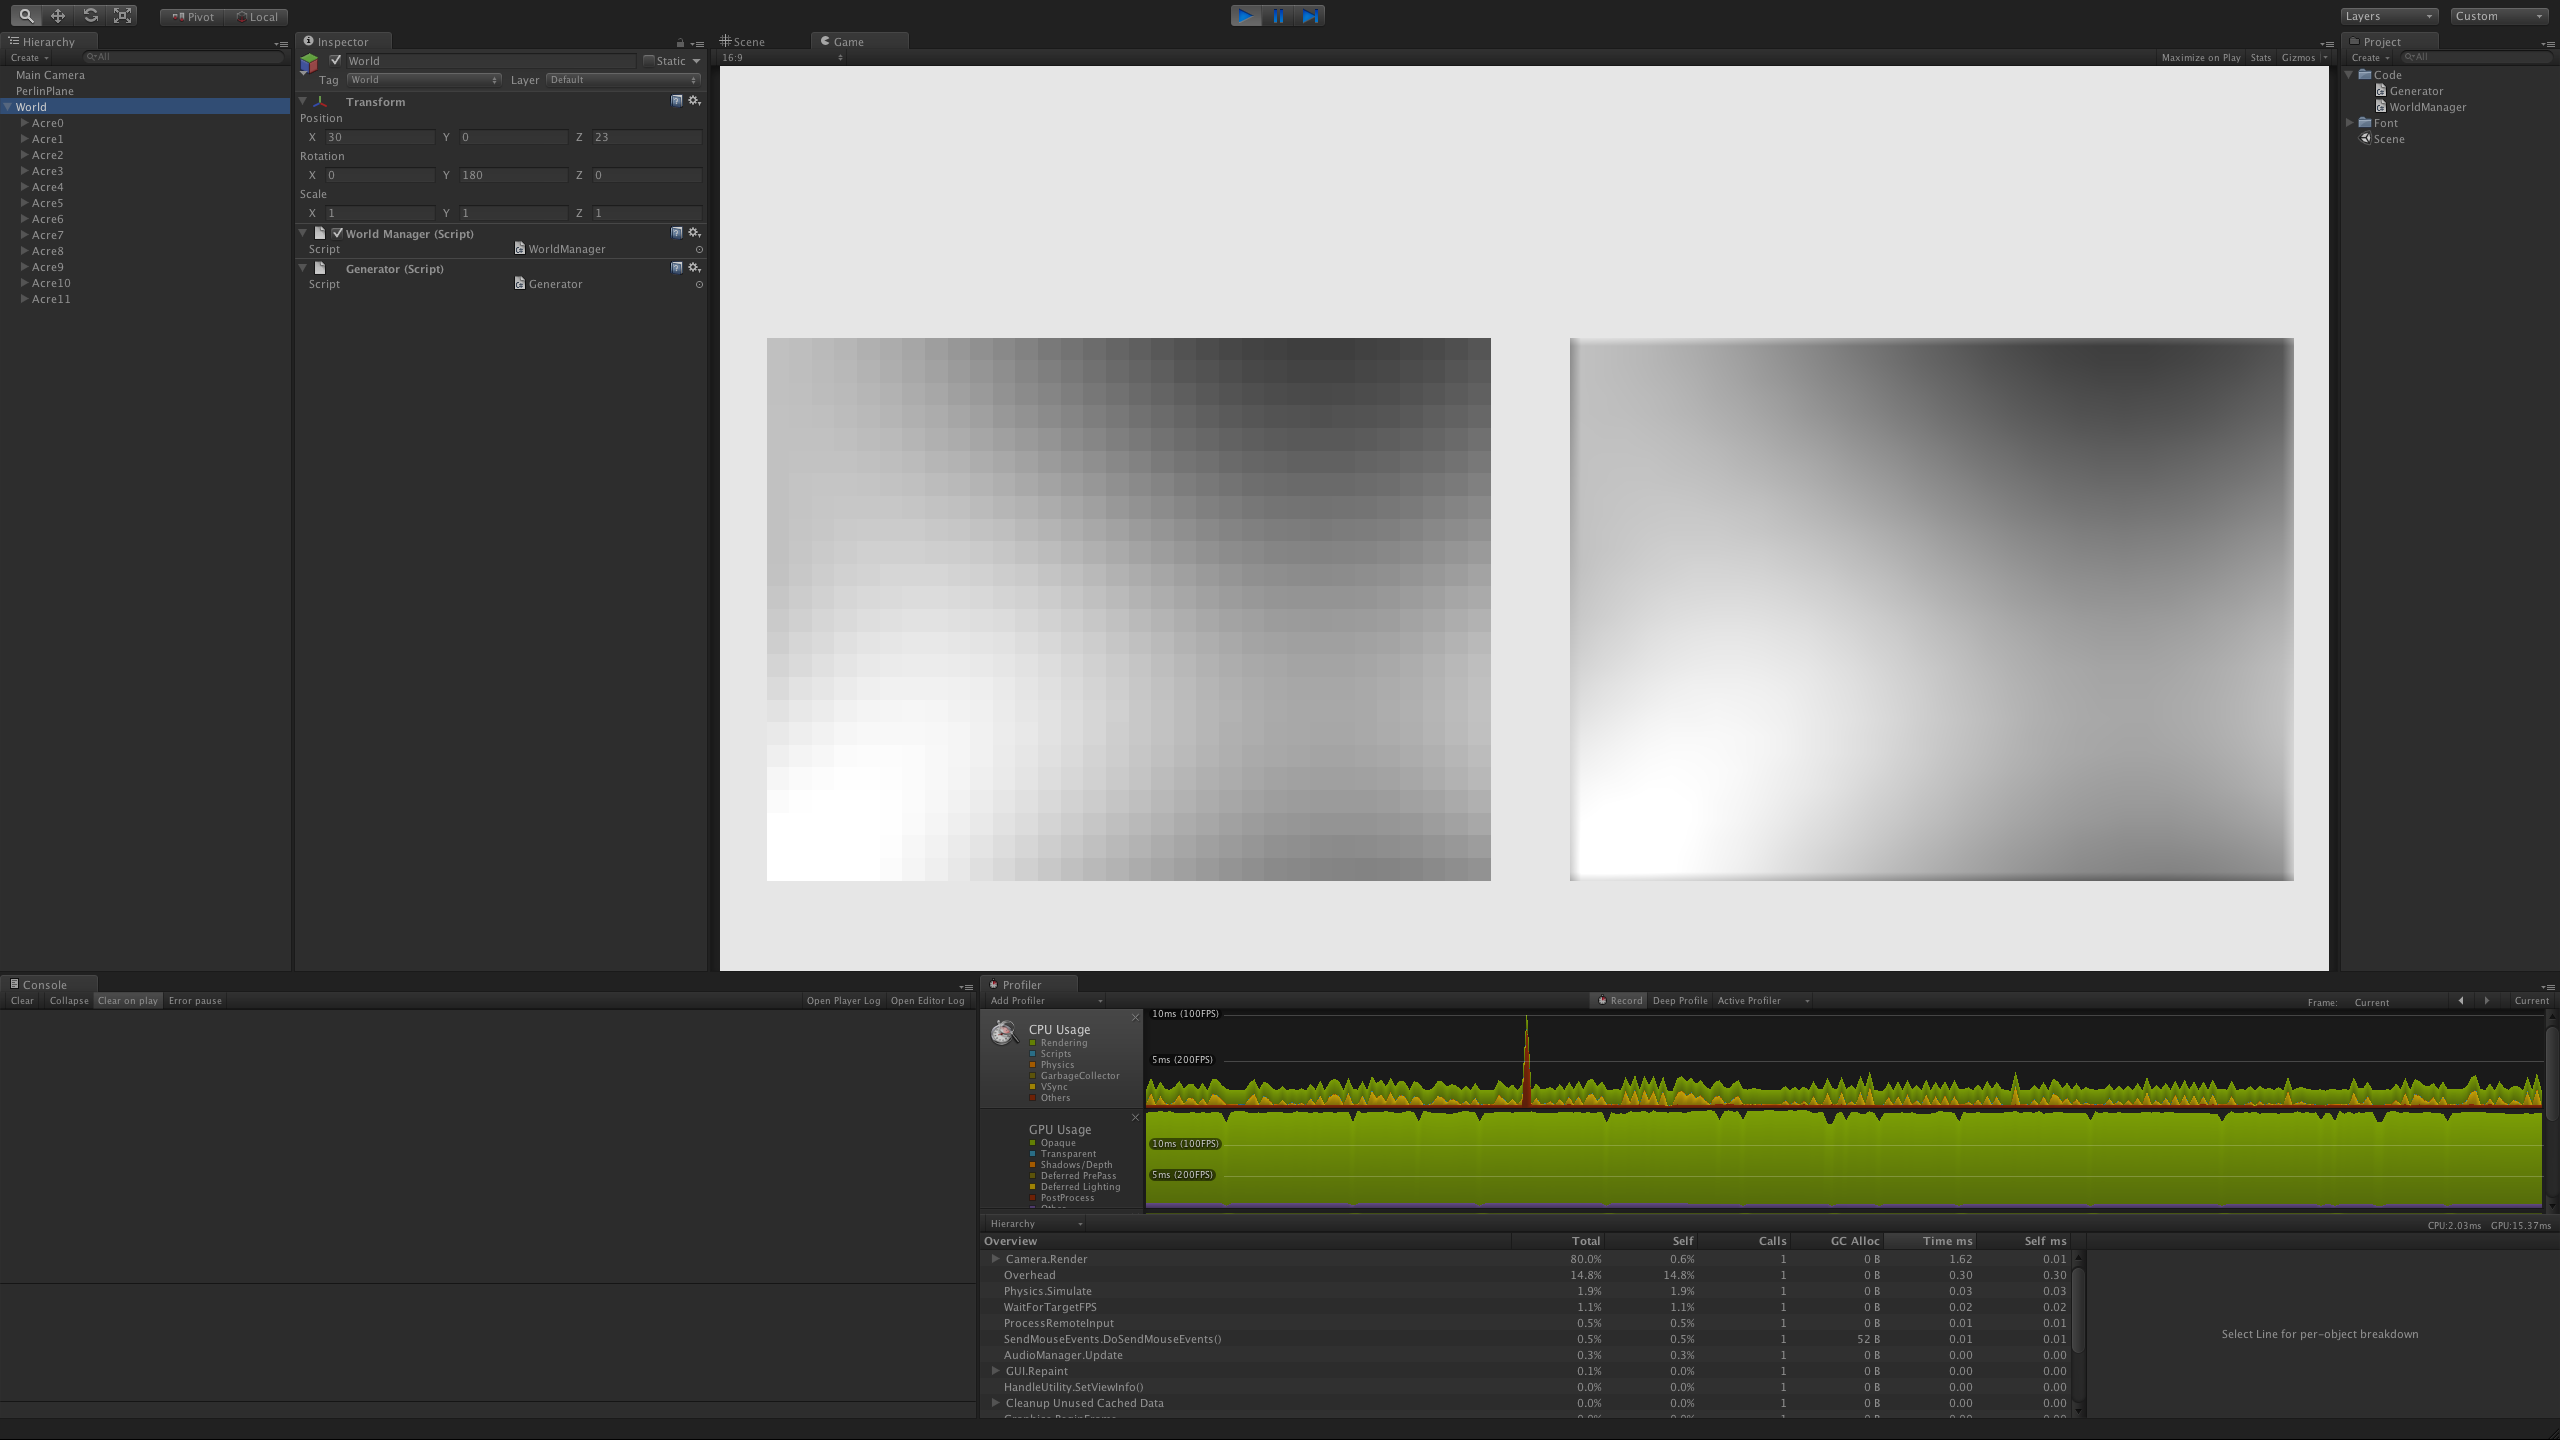 Pivot Local Layers Custom
Hierarchy
Create All
Main Camera
PerlinPlane
World
Acre0
Acre1
Acre2
Acre3
Acre4
Acre5
Acre6
Acre7
Acre8
Acre9
Acre10
Acre11
Inspector
World Static
Tag World Layer Default
Transform
Position
X 30 Y 0 Z 23
Rotation
X 0 Y 180 Z 0
Scale
X 1 Y 1 Z 1
World Manager (Script)
Script WorldManager
Generator (Script)
Script Generator
Scene Game
16:9 Maximize on Play Stats Gizmos
Project
Create All
Code
Generator
WorldManager
Font
Scene
Console
Clear Collapse Clear on play Error pause Open Player Log Open Editor Log
Profiler
Add Profiler Record Deep Profile Active Profiler Frame: Current Current
CPU Usage
Rendering
Scripts
Physics
GarbageCollector
VSync
Others
10ms (100FPS)
5ms (200FPS)
GPU Usage
Opaque
Transparent
Shadows/Depth
Deferred PrePass
Deferred Lighting
PostProcess
Other
10ms (100FPS)
5ms (200FPS)
Hierarchy CPU:2.03ms GPU:15.37ms
Overview Total Self Calls GC Alloc Time ms Self ms
Camera.Render 80.0% 0.6% 1 0 B 1.62 0.01
Overhead 14.8% 14.8% 1 0 B 0.30 0.30
Physics.Simulate 1.9% 1.9% 1 0 B 0.03 0.03
WaitForTargetFPS 1.1% 1.1% 1 0 B 0.02 0.02
ProcessRemoteInput 0.5% 0.5% 1 0 B 0.01 0.01
SendMouseEvents.DoSendMouseEvents() 0.5% 0.5% 1 52 B 0.01 0.01
AudioManager.Update 0.3% 0.3% 1 0 B 0.00 0.00
GUI.Repaint 0.1% 0.0% 1 0 B 0.00 0.00
HandleUtility.SetViewInfo() 0.0% 0.0% 1 0 B 0.00 0.00
Cleanup Unused Cached Data 0.0% 0.0% 1 0 B 0.00 0.00
Select Line for per-object breakdown